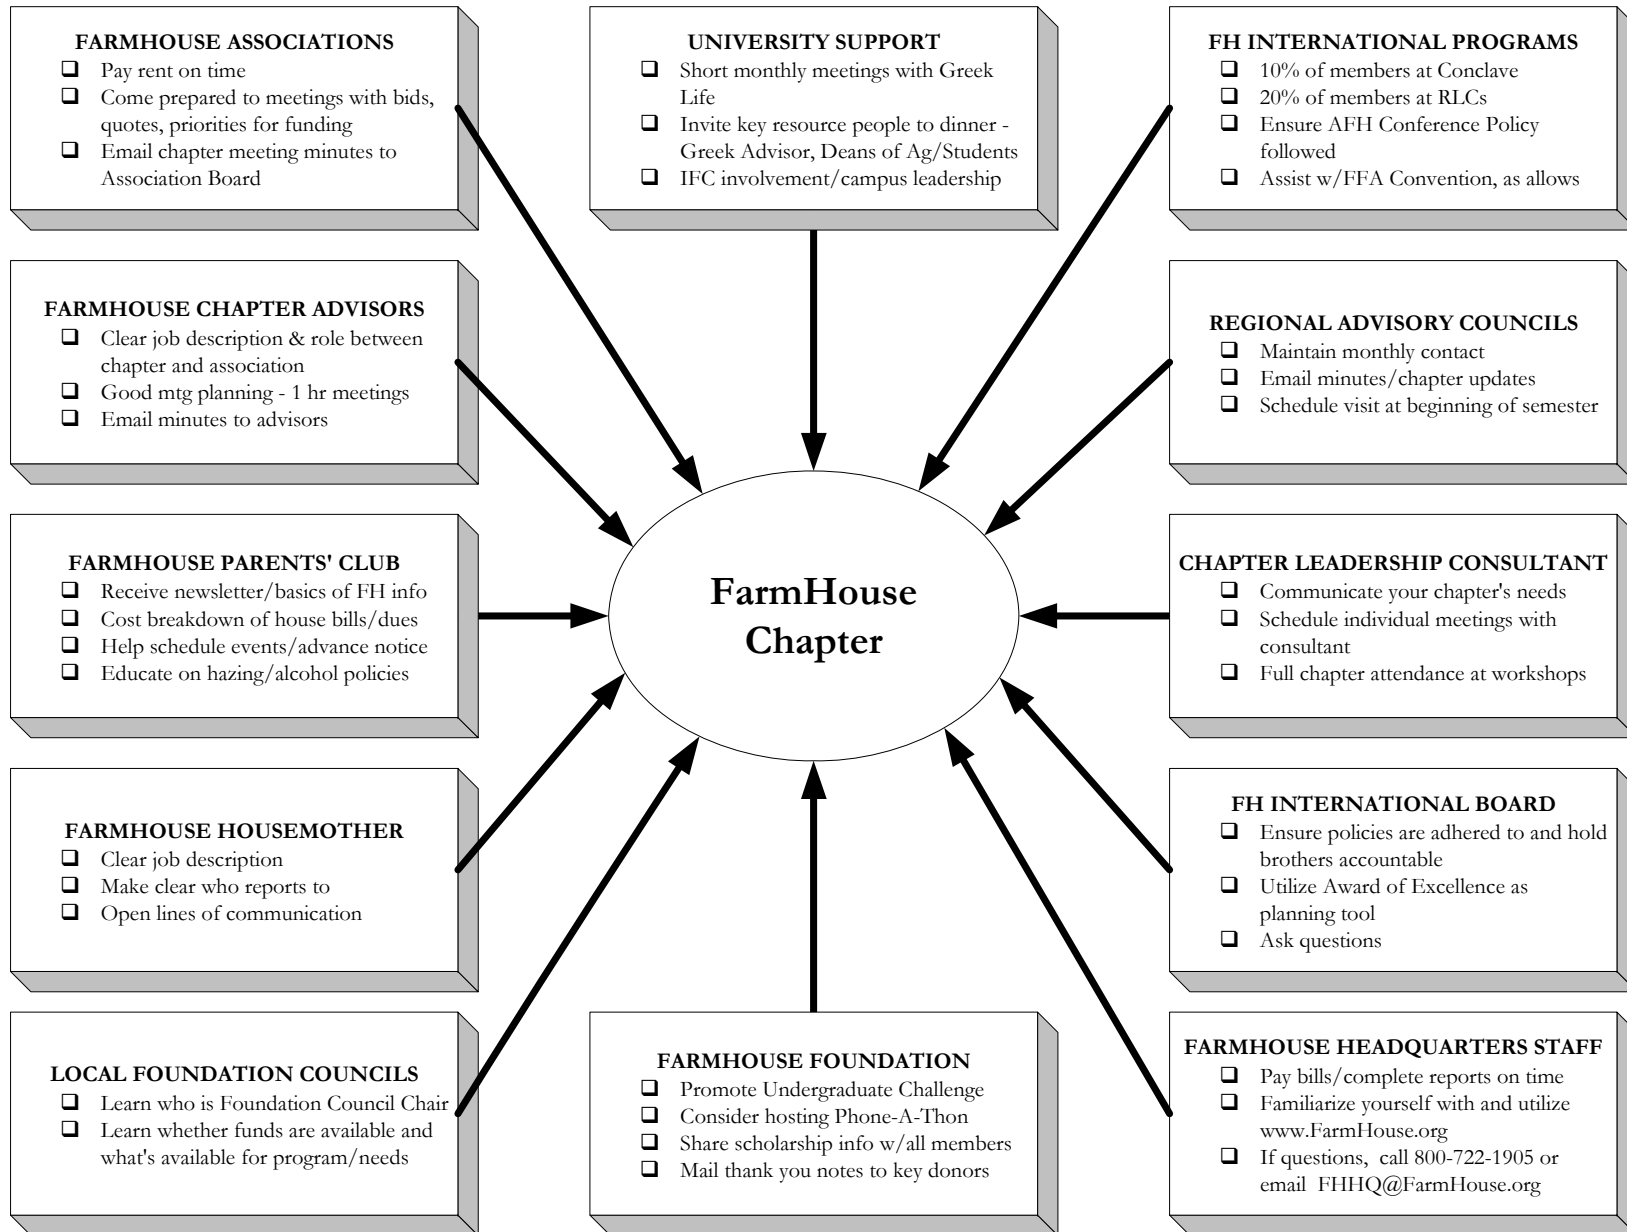 FARMHOUSE ASSOCIATIONS
Pay rent on time
Come prepared to meetings with bids,
quotes, priorities for funding
Email chapter meeting minutes to
Association Board
UNIVERSITY SUPPORT
Short monthly meetings with Greek
Life
Invite key resource people to dinner -
Greek Advisor, Deans of Ag/Students
IFC involvement/campus leadership
FH INTERNATIONAL PROGRAMS
10% of members at Conclave
20% of members at RLCs
Ensure AFH Conference Policy
followed
Assist w/FFA Convention, as allows
FARMHOUSE CHAPTER ADVISORS
Clear job description & role between
chapter and association
Good mtg planning - 1 hr meetings
Email minutes to advisors
REGIONAL ADVISORY COUNCILS
Maintain monthly contact
Email minutes/chapter updates
Schedule visit at beginning of semester
FARMHOUSE PARENTS' CLUB
Receive newsletter/basics of FH info
Cost breakdown of house bills/dues
Help schedule events/advance notice
Educate on hazing/alcohol policies
FarmHouse
Chapter
CHAPTER LEADERSHIP CONSULTANT
Communicate your chapter's needs
Schedule individual meetings with
consultant
Full chapter attendance at workshops
FARMHOUSE HOUSEMOTHER
Clear job description
Make clear who reports to
Open lines of communication
FH INTERNATIONAL BOARD
Ensure policies are adhered to and hold
brothers accountable
Utilize Award of Excellence as
planning tool
Ask questions
LOCAL FOUNDATION COUNCILS
Learn who is Foundation Council Chair
Learn whether funds are available and
what's available for program/needs
FARMHOUSE FOUNDATION
Promote Undergraduate Challenge
Consider hosting Phone-A-Thon
Share scholarship info w/all members
Mail thank you notes to key donors
FARMHOUSE HEADQUARTERS STAFF
Pay bills/complete reports on time
Familiarize yourself with and utilize
www.FarmHouse.org
If questions, call 800-722-1905 or
email FHHQ@FarmHouse.org